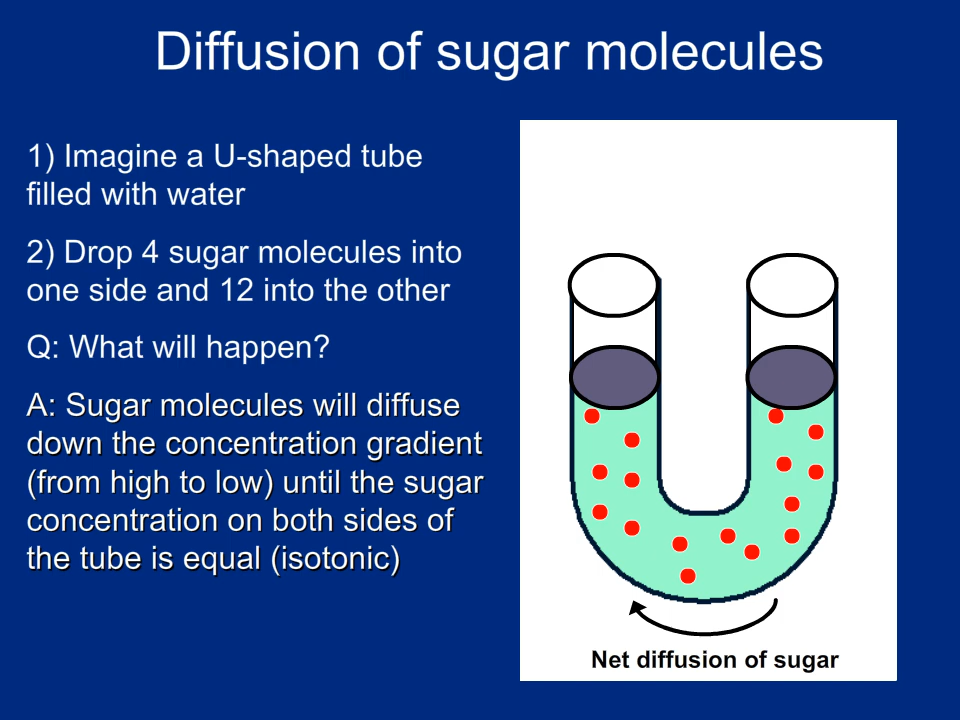 Diffusion of sugar molecules
1) Imagine a U-shaped tube
filled with water
2) Drop 4 sugar molecules into
one side and 12 into the other
Q: What will happen?
A: Sugar molecules will diffuse
down the concentration gradient
(from high to low) until the sugar
concentration on both sides of
the tube is equal (isotonic)
Net diffusion of sugar